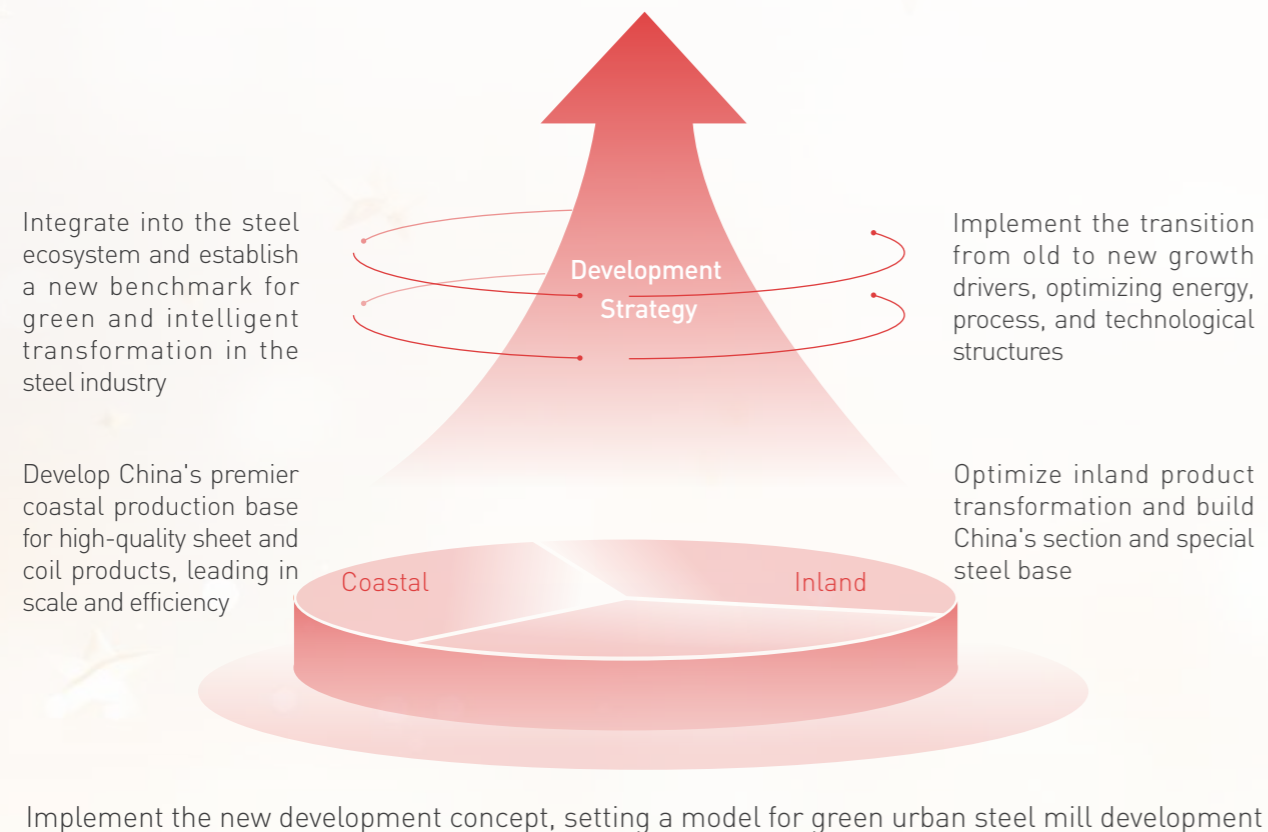 Integrate into the steel
ecosystem and establish
a new benchmark for
green and intelligent
transformation in the
steel industry
Development
Strategy
Implement the transition
from old to new growth
drivers, optimizing energy,
process, and technological
structures
Develop China's premier
coastal production base
for high-quality sheet and
coil products, leading in
scale and efficiency
Coastal
Inland
Optimize inland product
transformation and build
China's section and special
steel base
Implement the new development concept, setting a model for green urban steel mill development